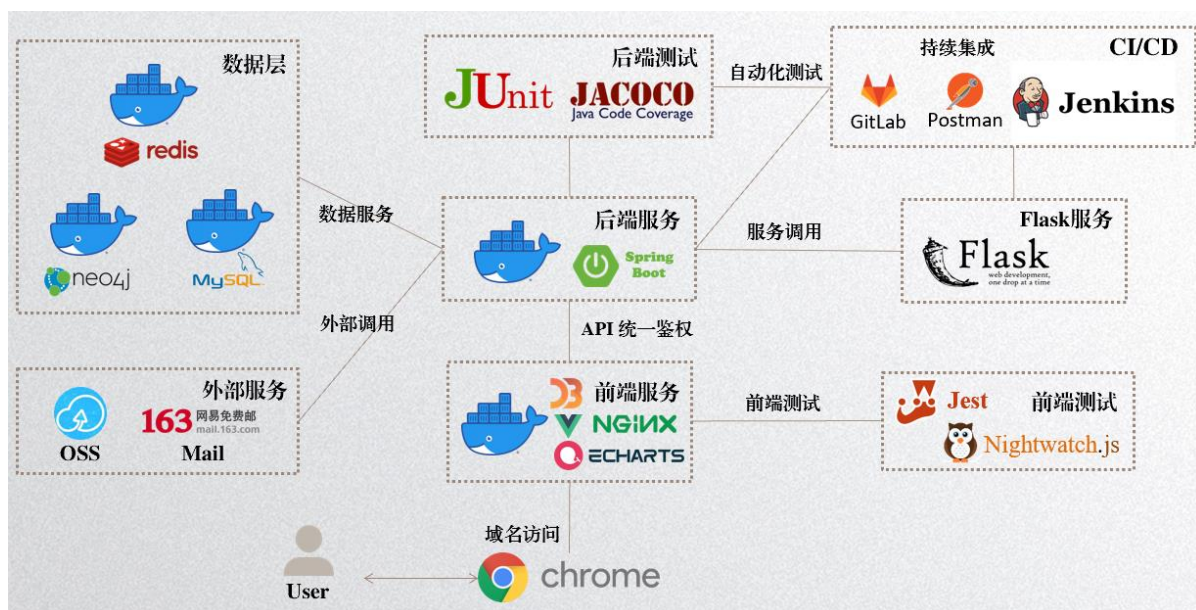 数据层
redis
neo4j
MySQL
后端测试
JUnit
JACOCO
Java Code Coverage
自动化测试
持续集成
CI/CD
GitLab
Postman
Jenkins
数据服务
后端服务
Spring
Boot
服务调用
Flask服务
Flask
web development,
one drop at a time
外部调用
API 统一鉴权
外部服务
OSS
163 网易免费邮
mail.163.com
Mail
前端服务
D3
NGINX
ECHARTS
前端测试
Jest
前端测试
Nightwatch.js
域名访问
User
chrome